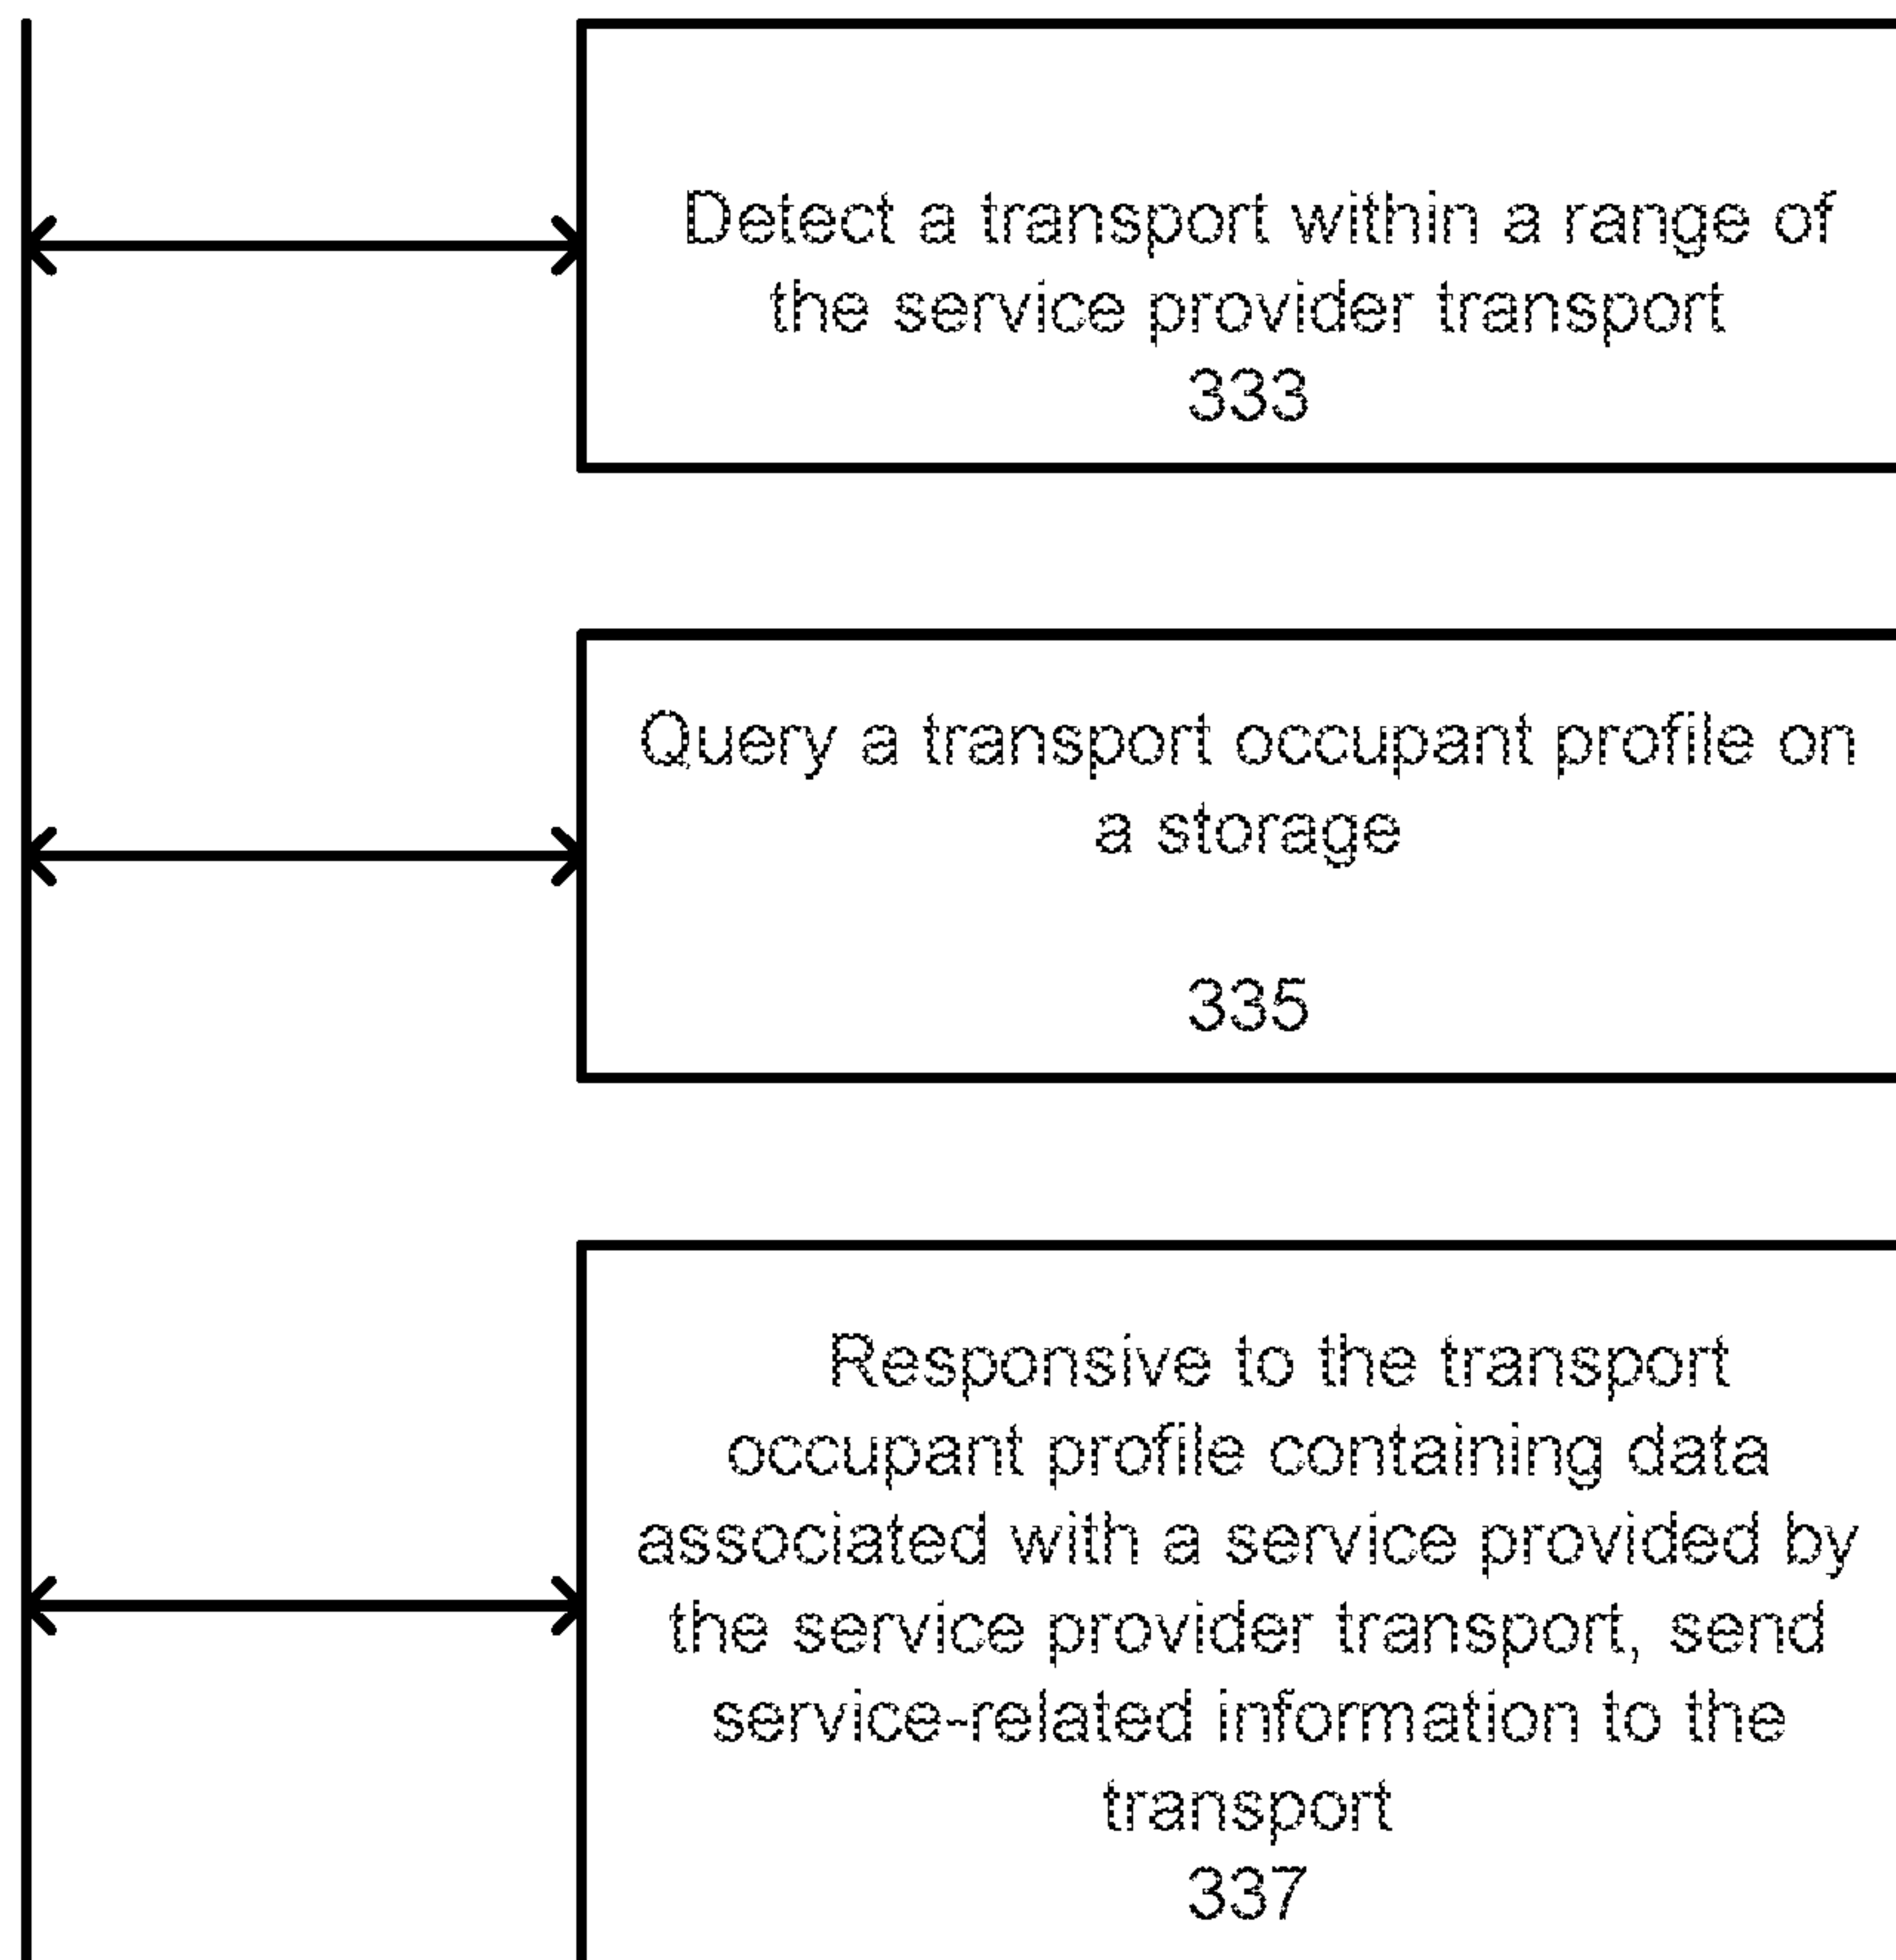 Detect a transport within a range of
the service provider transport
333
Query a transport occupant profile on
a storage
335
Responsive to the transport
occupant profile containing data
associated with a service provided by
the service provider transport, send
service-related information to the
transport
337